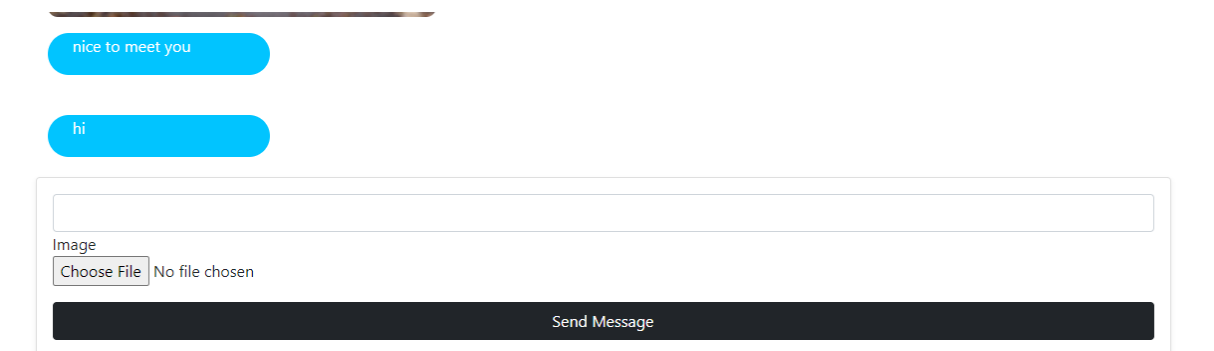 nice to meet you
hi
Image
Choose File No file chosen
Send Message